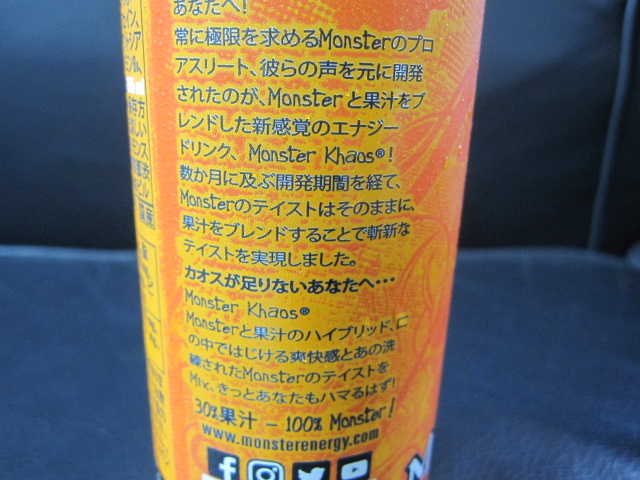 あなたへ!
常に極限を求めるMonsterのプロ
アスリート、彼らの声を元に開発
されたのが、Monsterと果汁をブ
レンドした新感覚のエナジー
ドリンク、Monster Khaos®!
数か月に及ぶ開発期間を経て、
Monsterのテイストはそのままに、
果汁をブレンドすることで斬新な
テイストを実現しました。
カオスが足りないあなたへ…
Monster Khaos®
Monsterと果汁のハイブリッド、口
の中ではじける爽快感とあの洗
練されたMonsterのテイストを
Mix、きっとあなたもハマるはず!
30%果汁 – 100% Monster!
www.monsterenergy.com